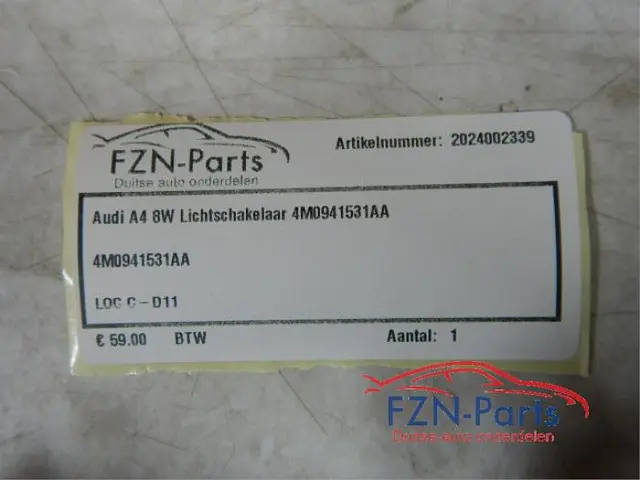 FZN-Parts
Duitse auto onderdelen
Artikelnummer: 2024002339
Audi A4 8W Lichtschakelaar 4M0941531AA
4M0941531AA
LOC C - D11
€ 59.00 BTW
Aantal: 1
FZN-Parts
Duitse auto onderdelen